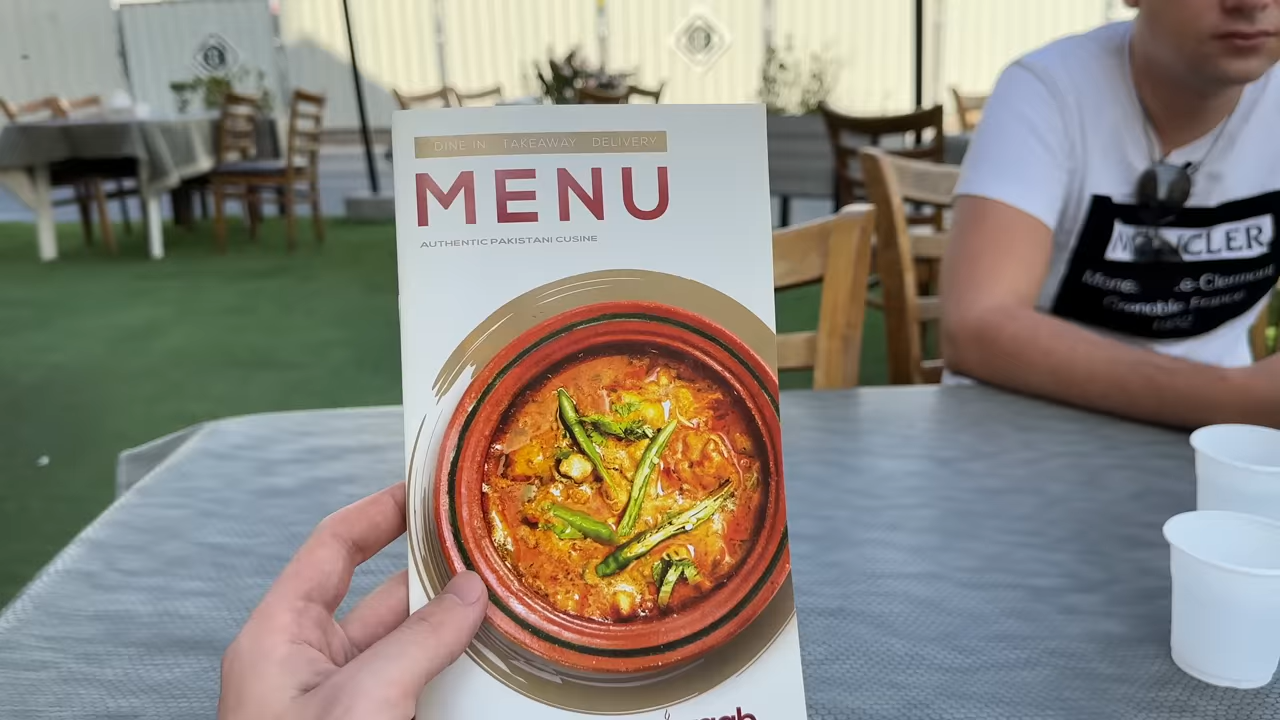 DINE IN TAKEAWAY DELIVERY
MENU
AUTHENTIC PAKISTANI CUSINE
MONCLER
Grenoble France